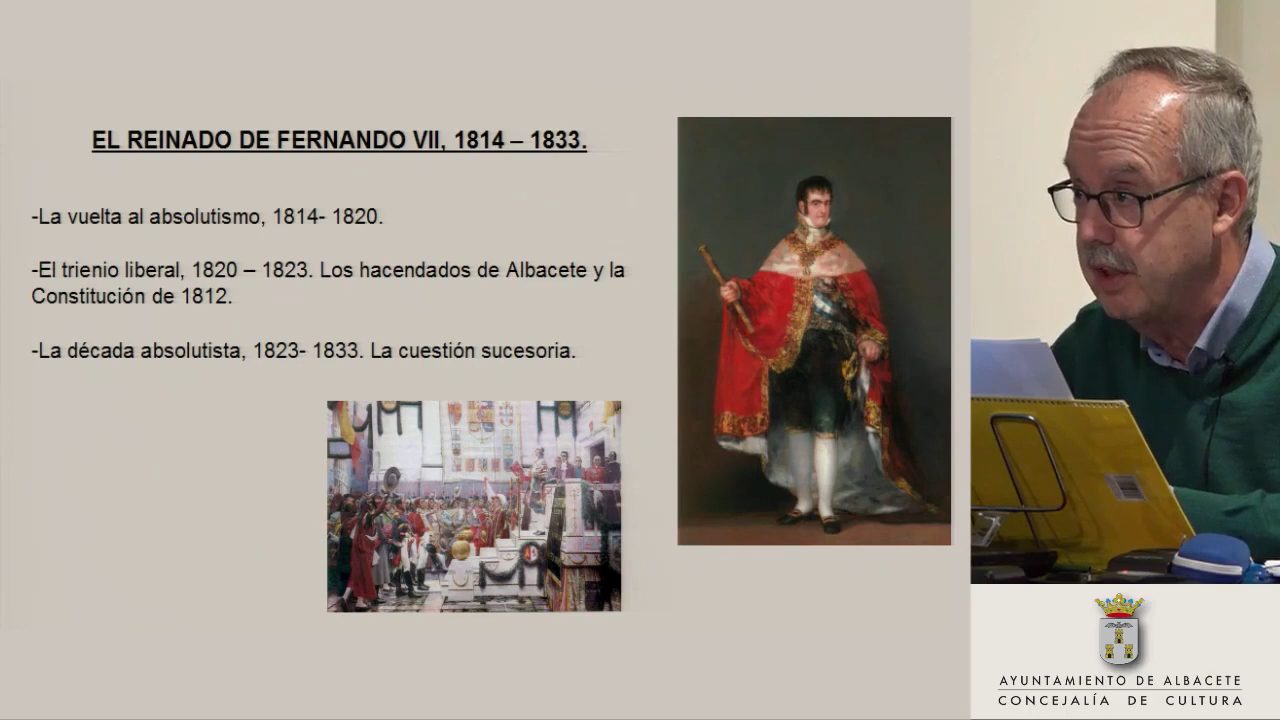 EL REINADO DE FERNANDO VII, 1814 – 1833.
-La vuelta al absolutismo, 1814- 1820.
-El trienio liberal, 1820 – 1823. Los hacendados de Albacete y la
Constitución de 1812.
-La década absolutista, 1823- 1833. La cuestión sucesoria.
AYUNTAMIENTO DE ALBACETE
CONCEJALÍA DE CULTURA